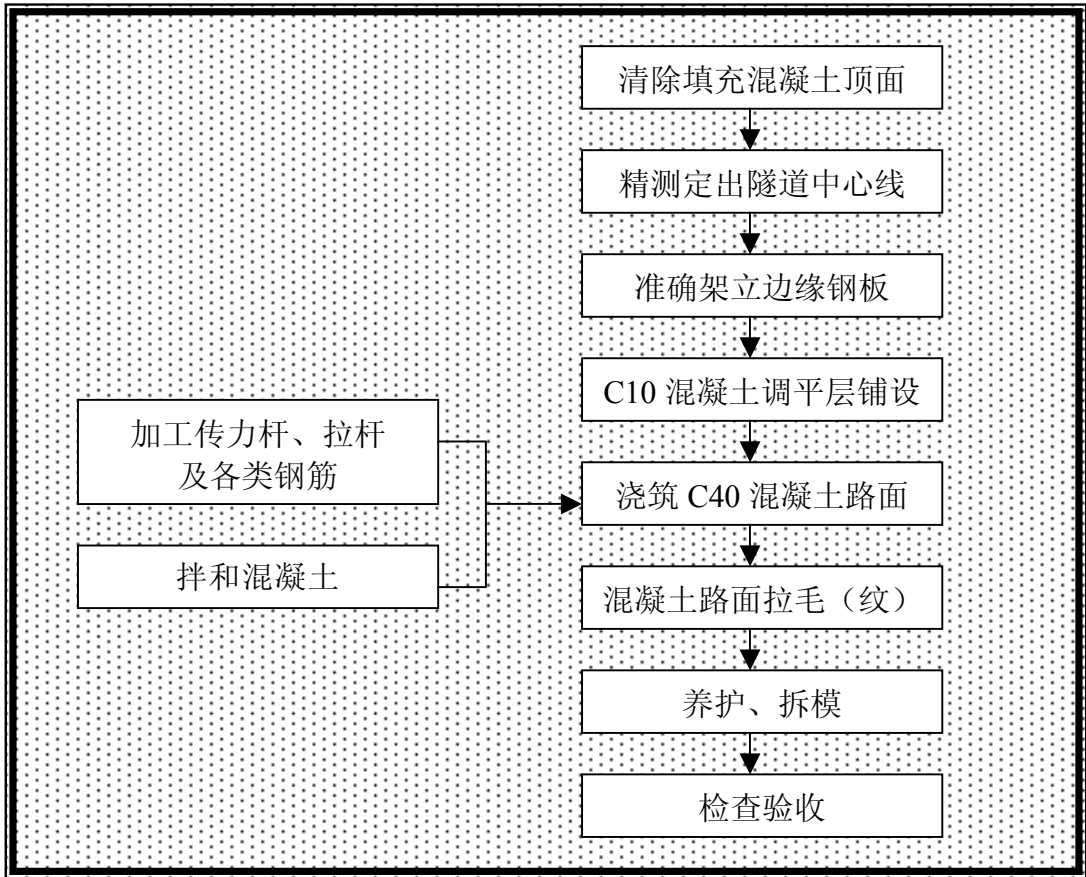 清除填充混凝土顶面
精测定出隧道中心线
准确架立边缘钢板
C10 混凝土调平层铺设
加工传力杆、拉杆
及各类钢筋
浇筑 C40 混凝土路面
拌和混凝土
混凝土路面拉毛（纹）
养护、拆模
检查验收